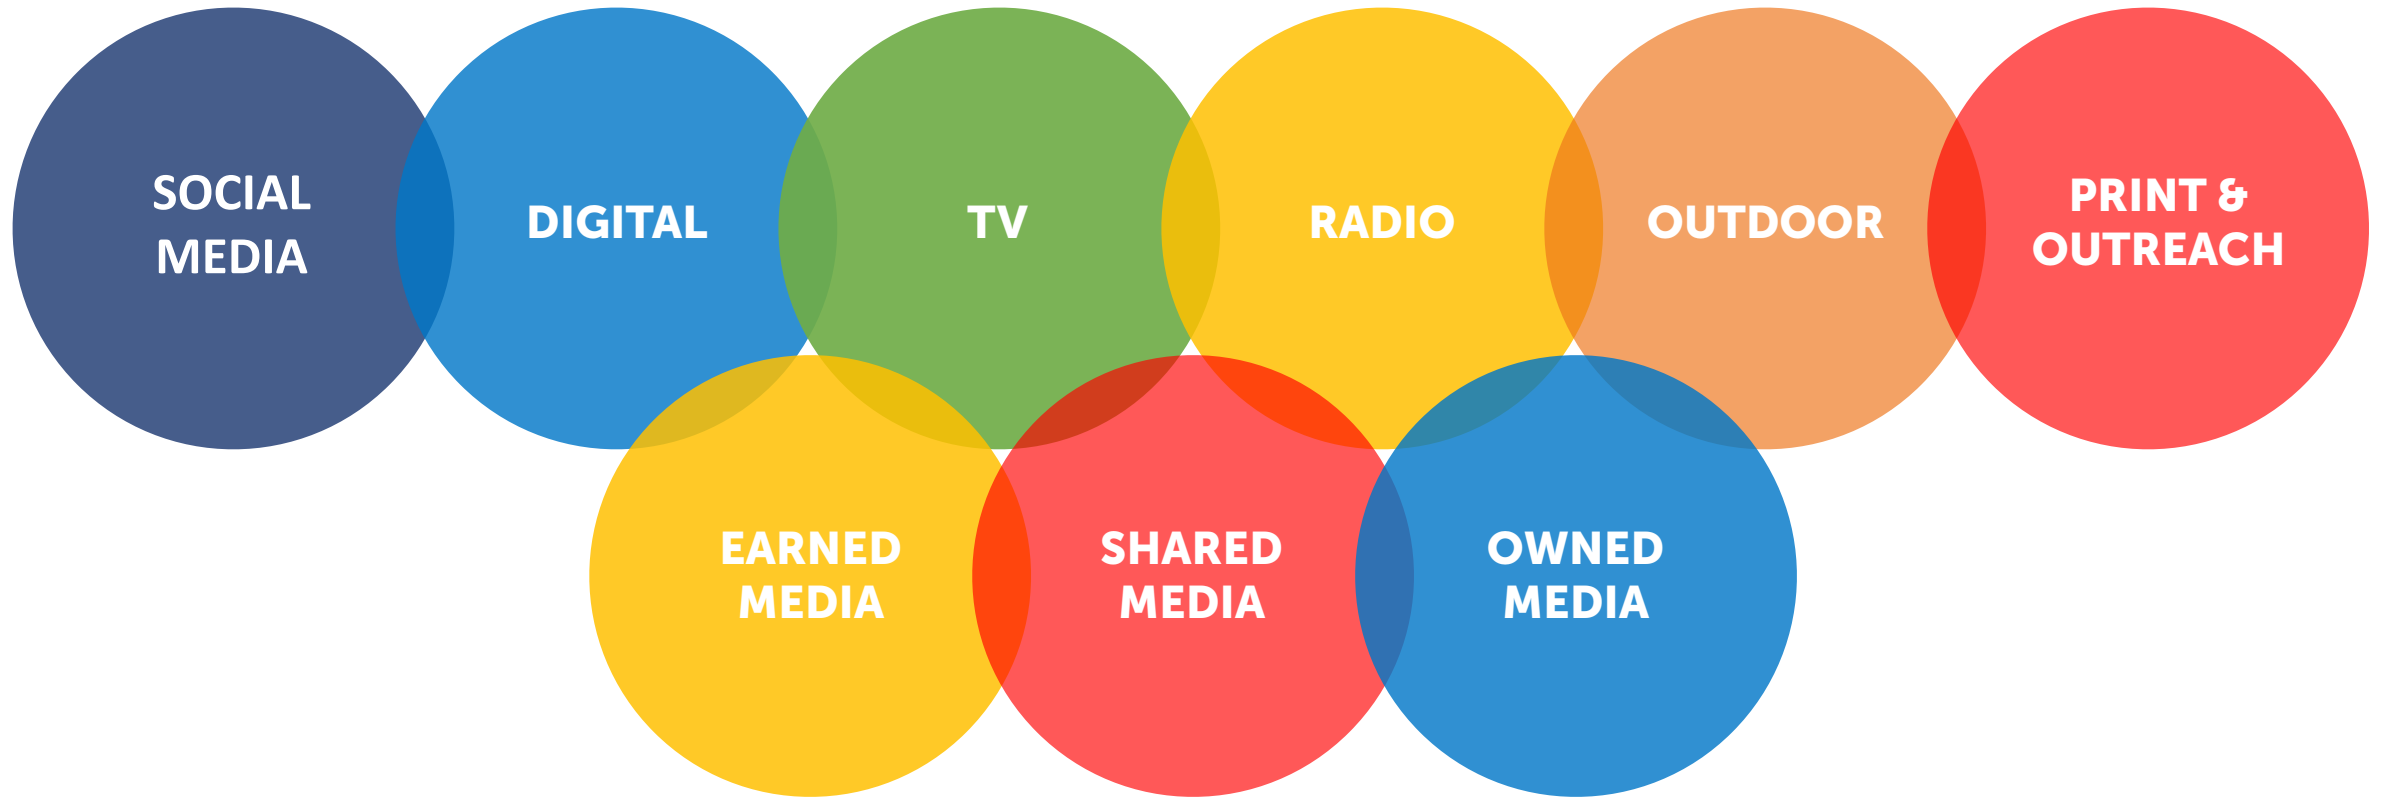 SOCIAL
MEDIA
DIGITAL
TV
RADIO
OUTDOOR
PRINT &
OUTREACH
EARNED
MEDIA
SHARED
MEDIA
OWNED
MEDIA